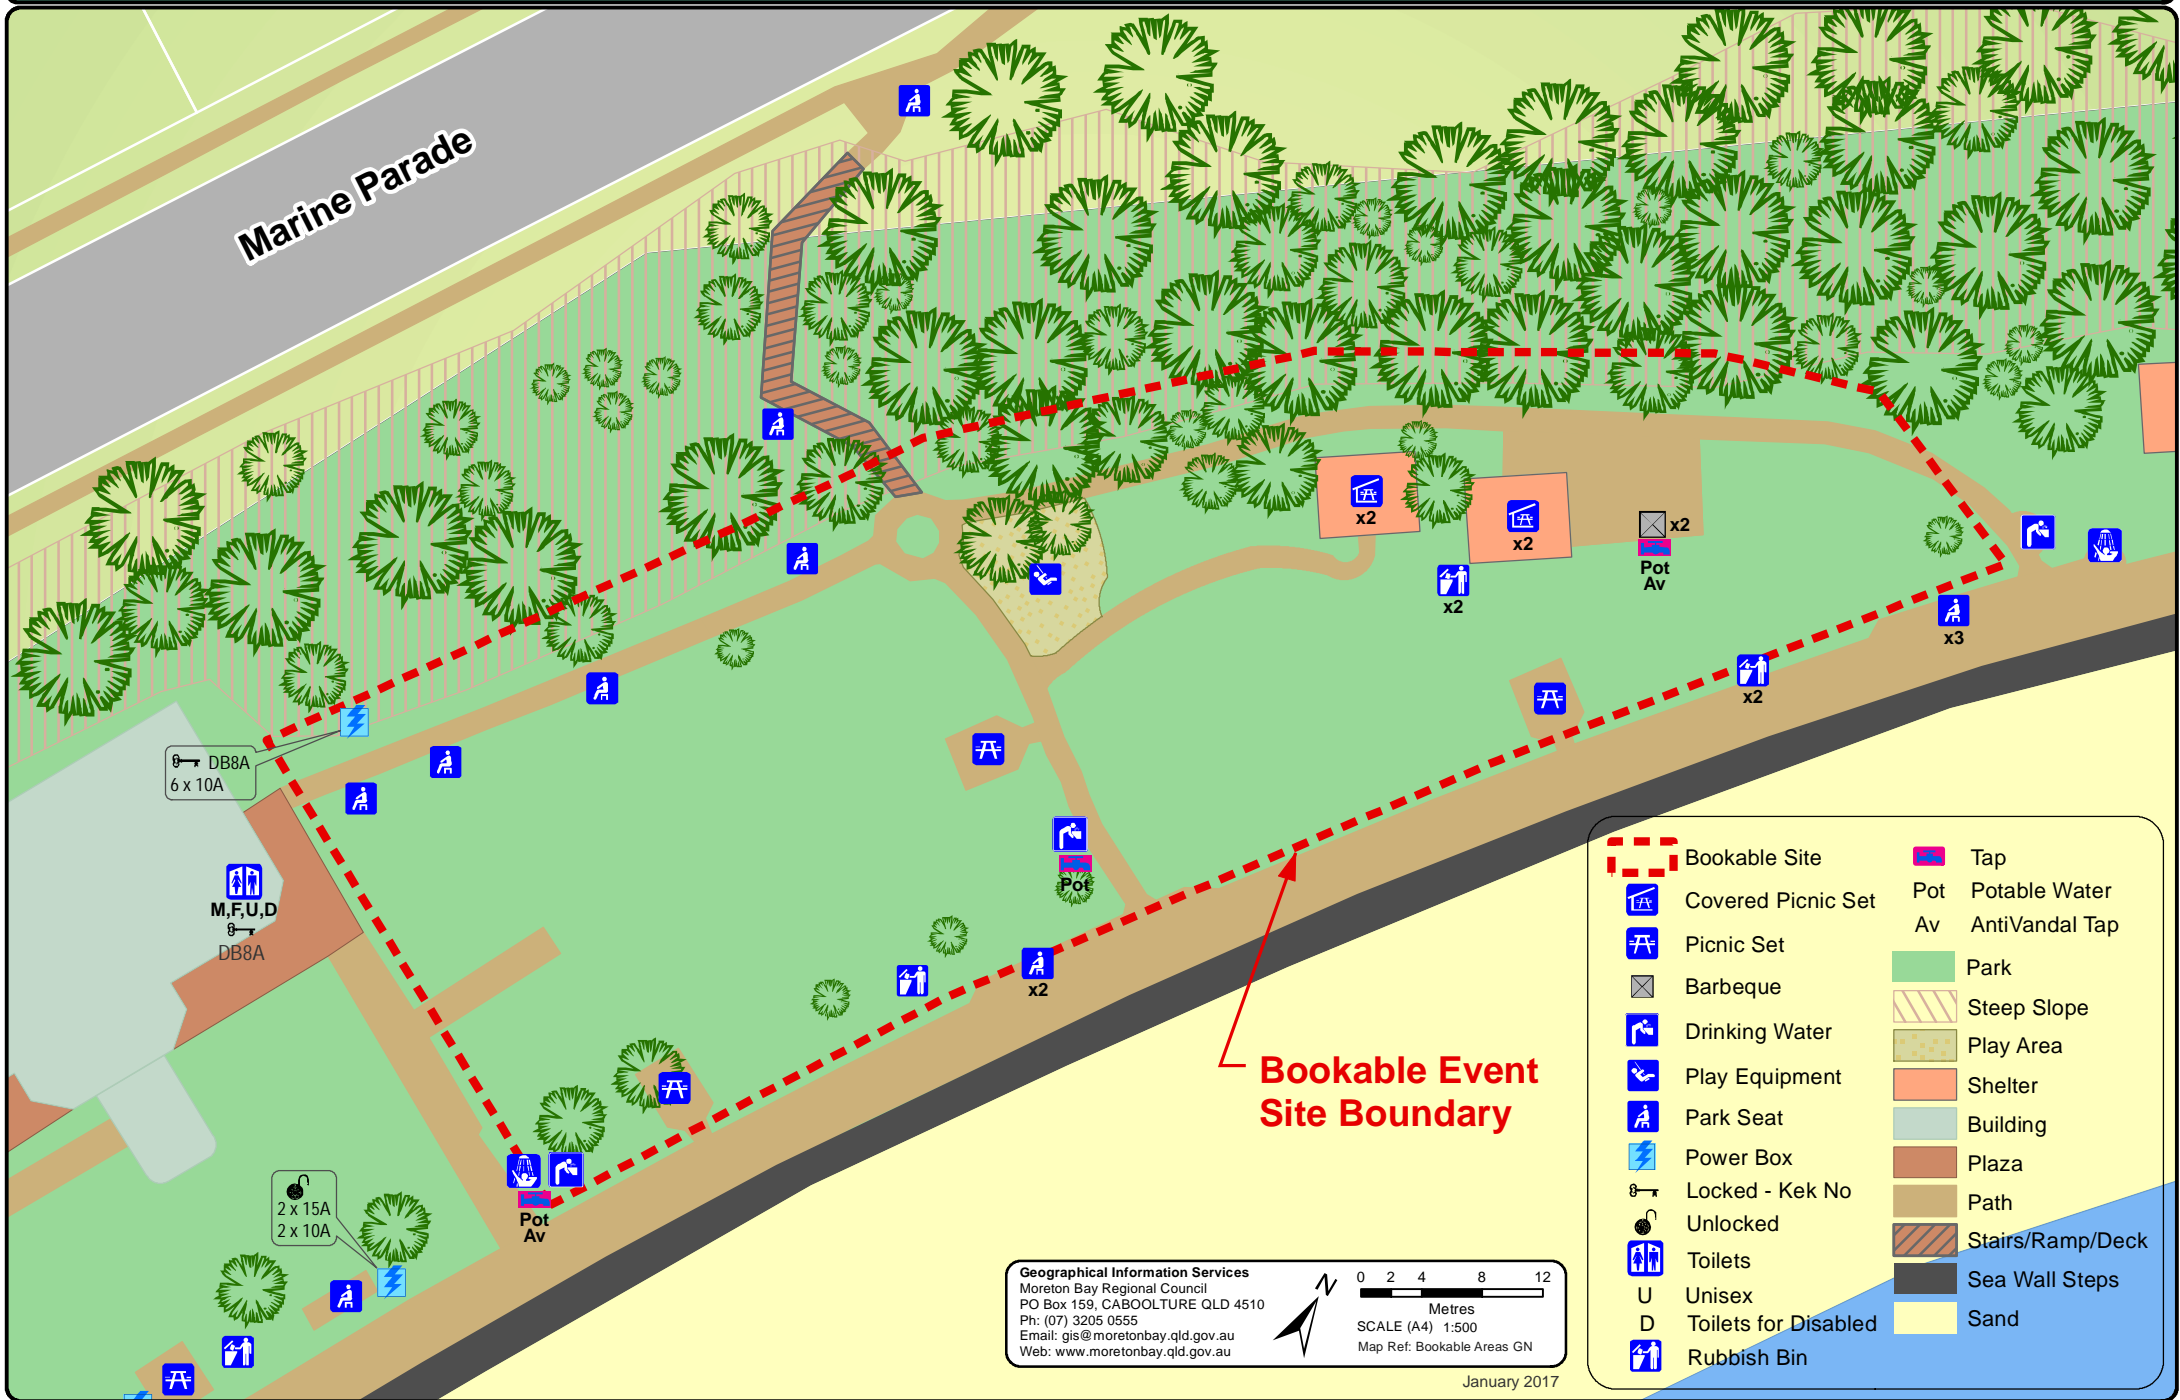 Marine Parade
x2
x2
x2
Pot
Av
x2
x3
x2
DB8A
6 x 10A
M,F,U,D
DB8A
Pot
x2
Bookable Event
Site Boundary
Pot
Av
2 x 15A
2 x 10A
Bookable Site
Covered Picnic Set
Picnic Set
Barbeque
Drinking Water
Play Equipment
Park Seat
Power Box
Locked - Kek No
Unlocked
Toilets
U Unisex
D Toilets for Disabled
Rubbish Bin
Tap
Pot Potable Water
Av AntiVandal Tap
Park
Steep Slope
Play Area
Shelter
Building
Plaza
Path
Stairs/Ramp/Deck
Sea Wall Steps
Sand
Geographical Information Services
Moreton Bay Regional Council
PO Box 159, CABOOLTURE QLD 4510
Ph: (07) 3205 0555
Email: gis@moretonbay.qld.gov.au
Web: www.moretonbay.qld.gov.au
N
0 2 4 8 12
Metres
SCALE (A4) 1:500
Map Ref: Bookable Areas GN
January 2017